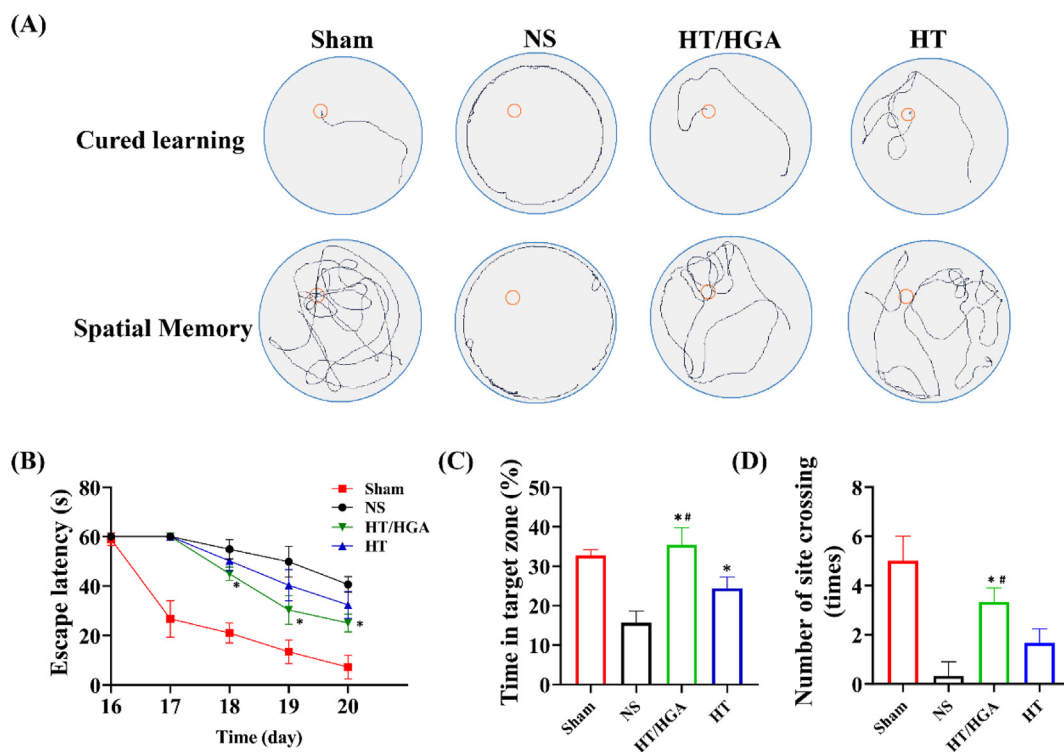 (A)
Sham NS HT/HGA HT
Cured learning
Spatial Memory
(B)
Escape latency (s)
80
60
40
20
0
16 17 18 19 20
Time (day)
Sham
NS
HT/HGA
HT
*
*
*
(C)
Time in target zone (%)
50
40
30
20
10
0
*#
*
Sham NS HT/HGA HT
(D)
Number of site crossing
(times)
8
6
4
2
0
*#
Sham NS HT/HGA HT